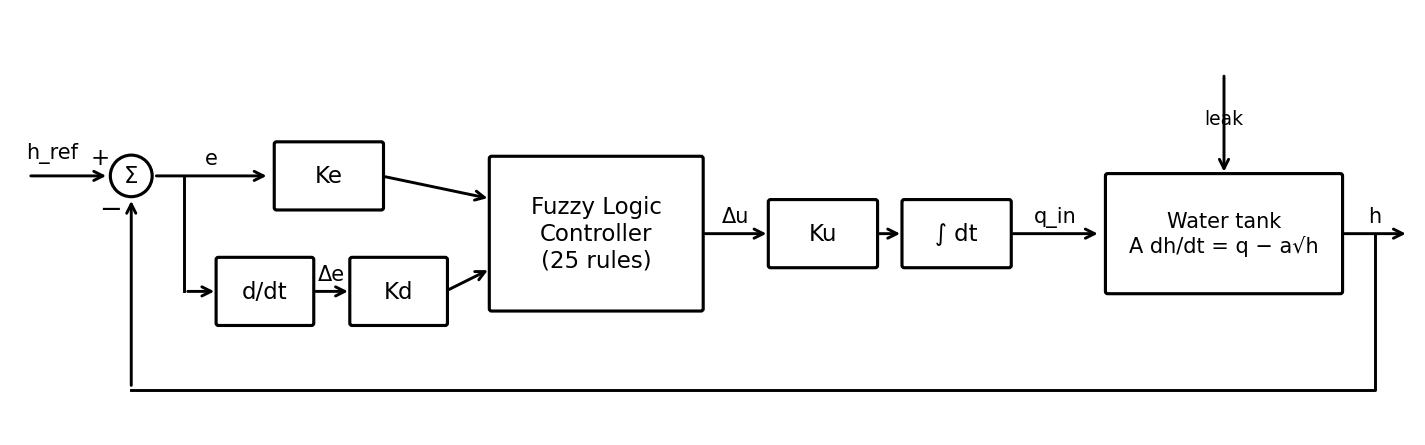 leak
h_ref
+
Σ
−
e
Ke
d/dt
Δe
Kd
Fuzzy Logic
Controller
(25 rules)
Δu
Ku
∫ dt
q_in
Water tank
A dh/dt = q − a√h
h